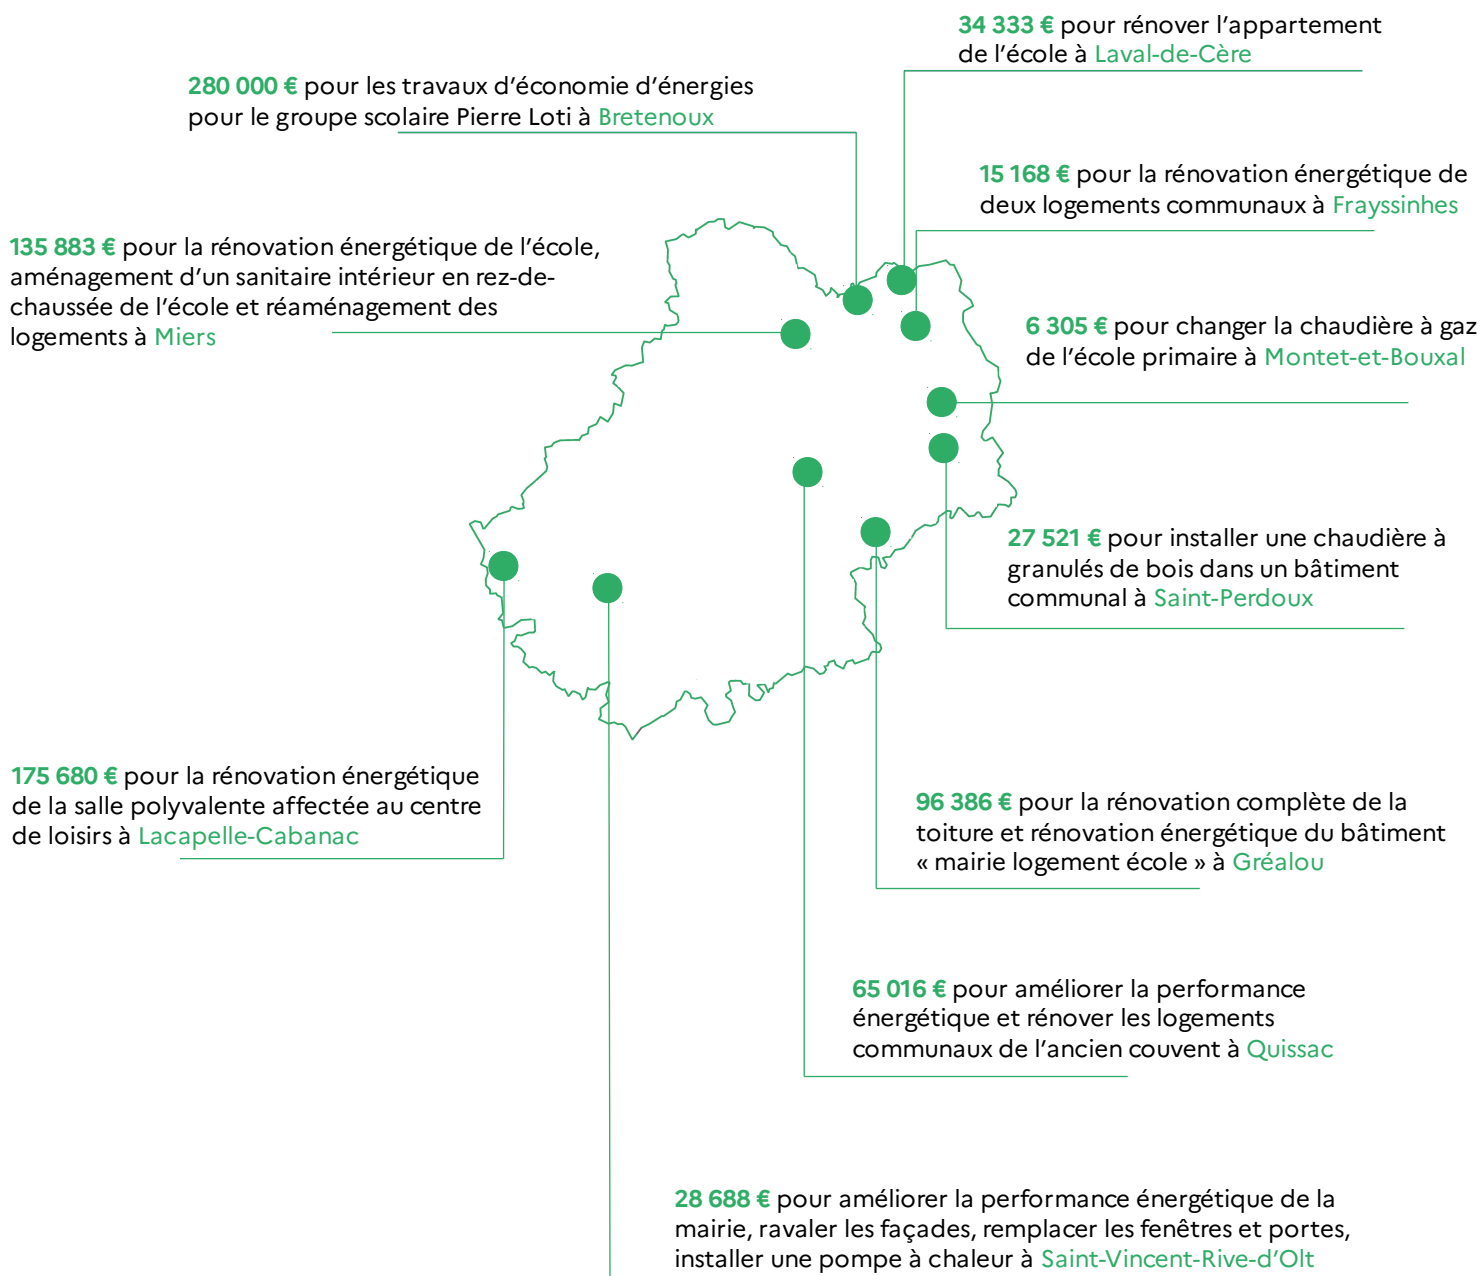 34 333 € pour rénover l’appartement
de l’école à Laval-de-Cère
280 000 € pour les travaux d’économie d’énergies
pour le groupe scolaire Pierre Loti à Bretenoux
15 168 € pour la rénovation énergétique de
deux logements communaux à Frayssinhes
135 883 € pour la rénovation énergétique de l’école,
aménagement d’un sanitaire intérieur en rez-de-
chaussée de l’école et réaménagement des
logements à Miers
6 305 € pour changer la chaudière à gaz
de l’école primaire à Montet-et-Bouxal
27 521 € pour installer une chaudière à
granulés de bois dans un bâtiment
communal à Saint-Perdoux
175 680 € pour la rénovation énergétique
de la salle polyvalente affectée au centre
de loisirs à Lacapelle-Cabanac
96 386 € pour la rénovation complète de la
toiture et rénovation énergétique du bâtiment
« mairie logement école » à Gréalou
65 016 € pour améliorer la performance
énergétique et rénover les logements
communaux de l’ancien couvent à Quissac
28 688 € pour améliorer la performance énergétique de la
mairie, ravaler les façades, remplacer les fenêtres et portes,
installer une pompe à chaleur à Saint-Vincent-Rive-d’Olt